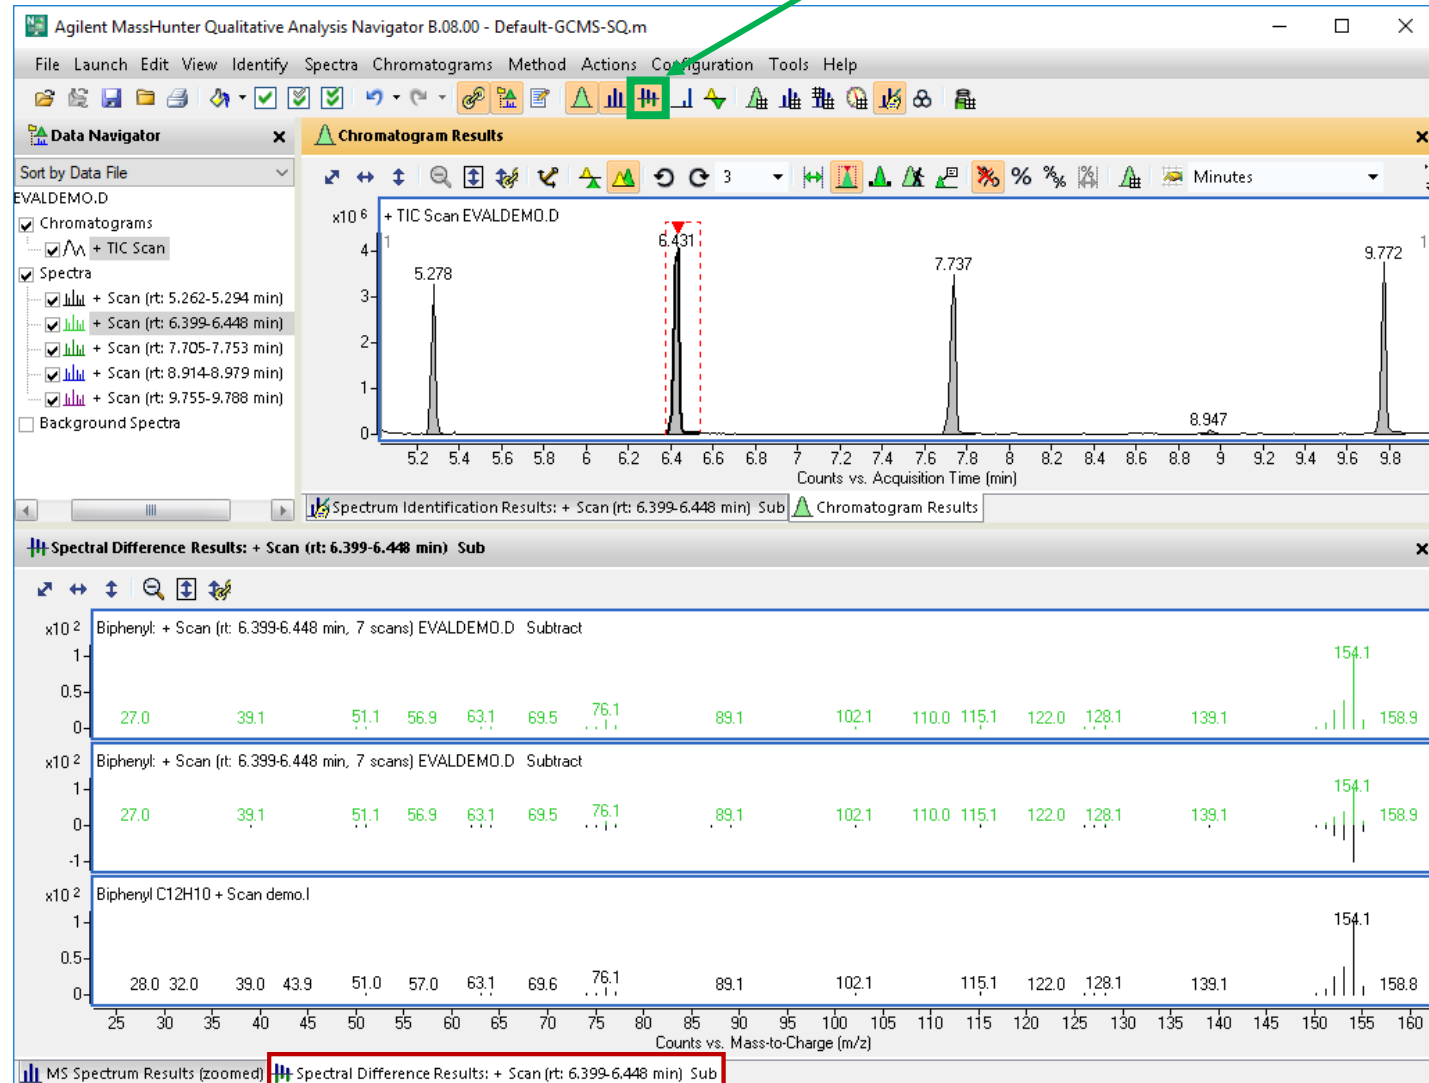 Agilent MassHunter Qualitative Analysis Navigator B.08.00 - Default-GCMS-SQ.m
File Launch Edit View Identify Spectra Chromatograms Method Actions Configuration Tools Help
Data Navigator
Sort by Data File
EVALDEMO.D
Chromatograms
+ TIC Scan
Spectra
+ Scan (rt: 5.262-5.294 min)
+ Scan (rt: 6.399-6.448 min)
+ Scan (rt: 7.705-7.753 min)
+ Scan (rt: 8.914-8.979 min)
+ Scan (rt: 9.755-9.788 min)
Background Spectra
Chromatogram Results
3 Minutes
x10 6 + TIC Scan EVALDEMO.D
1 1
5.278 6.431 7.737 8.947 9.772
4
3
2
1
0
5.2 5.4 5.6 5.8 6 6.2 6.4 6.6 6.8 7 7.2 7.4 7.6 7.8 8 8.2 8.4 8.6 8.8 9 9.2 9.4 9.6 9.8
Counts vs. Acquisition Time (min)
Spectrum Identification Results: + Scan (rt: 6.399-6.448 min) Sub Chromatogram Results
Spectral Difference Results: + Scan (rt: 6.399-6.448 min) Sub
x10 2 Biphenyl: + Scan (rt: 6.399-6.448 min, 7 scans) EVALDEMO.D Subtract
1 154.1
0.5
0 27.0 39.1 51.1 56.9 63.1 69.5 76.1 89.1 102.1 110.0 115.1 122.0 128.1 139.1 158.9
x10 2 Biphenyl: + Scan (rt: 6.399-6.448 min, 7 scans) EVALDEMO.D Subtract
1 154.1
0 27.0 39.1 51.1 56.9 63.1 69.5 76.1 89.1 102.1 110.0 115.1 122.0 128.1 139.1 158.9
-1
x10 2 Biphenyl C12H10 + Scan demo.l
1 154.1
0.5
0 28.0 32.0 39.0 43.9 51.0 57.0 63.1 69.6 76.1 89.1 102.1 115.1 122.0 128.1 139.1 158.8
25 30 35 40 45 50 55 60 65 70 75 80 85 90 95 100 105 110 115 120 125 130 135 140 145 150 155 160
Counts vs. Mass-to-Charge (m/z)
MS Spectrum Results (zoomed) Spectral Difference Results: + Scan (rt: 6.399-6.448 min) Sub